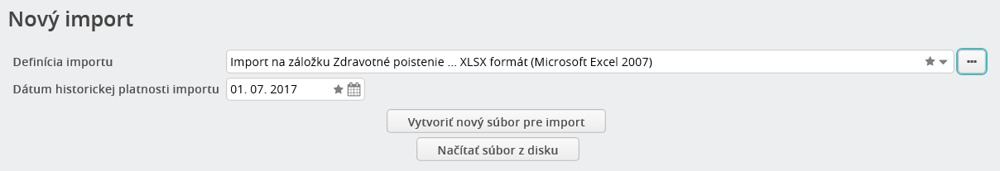 Nový import
Definícia importu Import na záložku Zdravotné poistenie ... XLSX formát (Microsoft Excel 2007)
Dátum historickej platnosti importu 01. 07. 2017
Vytvoriť nový súbor pre import
Načítať súbor z disku